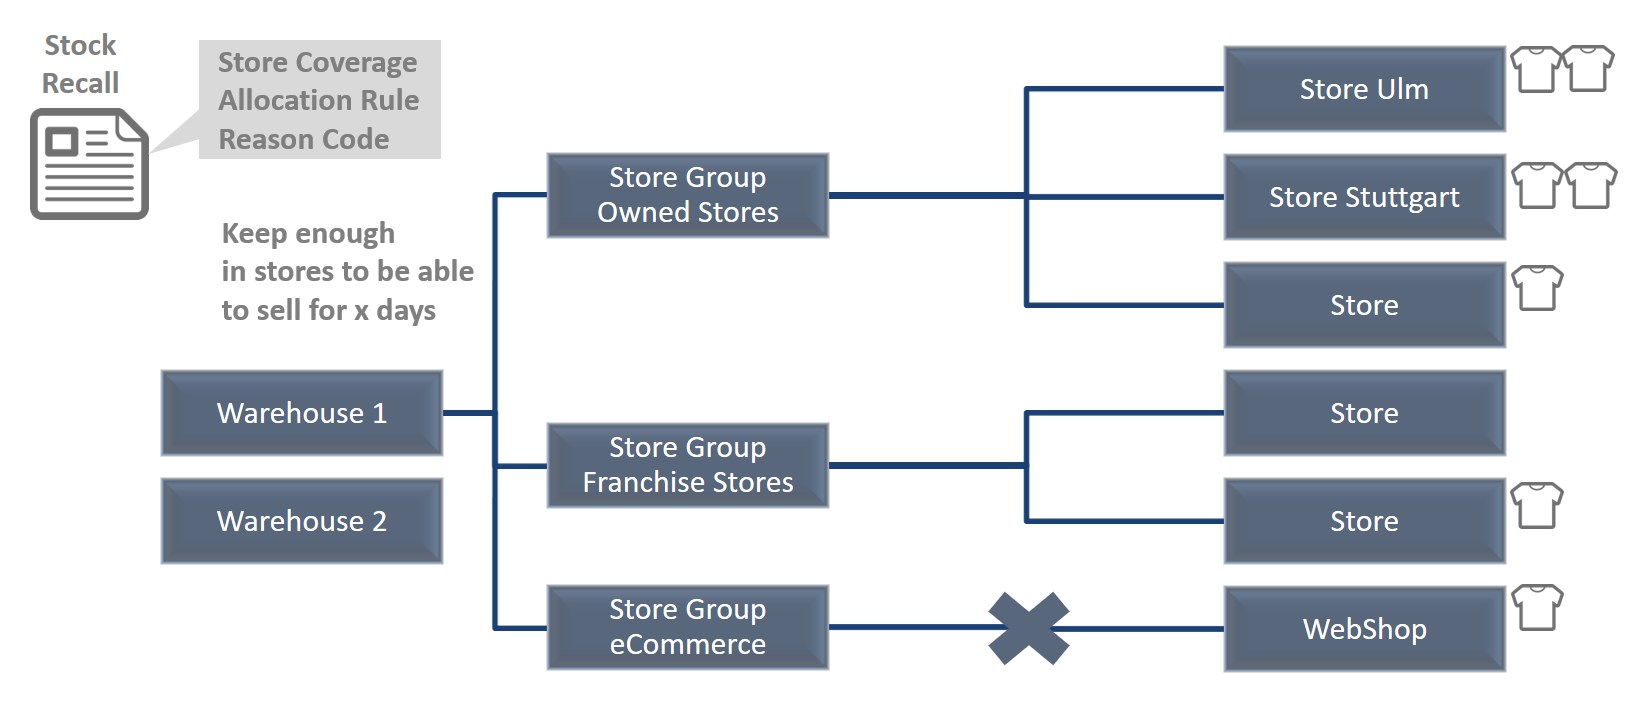 Stock
Recall
Store Coverage
Allocation Rule
Reason Code
Keep enough
in stores to be able
to sell for x days
Warehouse 1
Warehouse 2
Store Group
Owned Stores
Store Group
Franchise Stores
Store Group
eCommerce
Store Ulm
Store Stuttgart
Store
Store
Store
WebShop